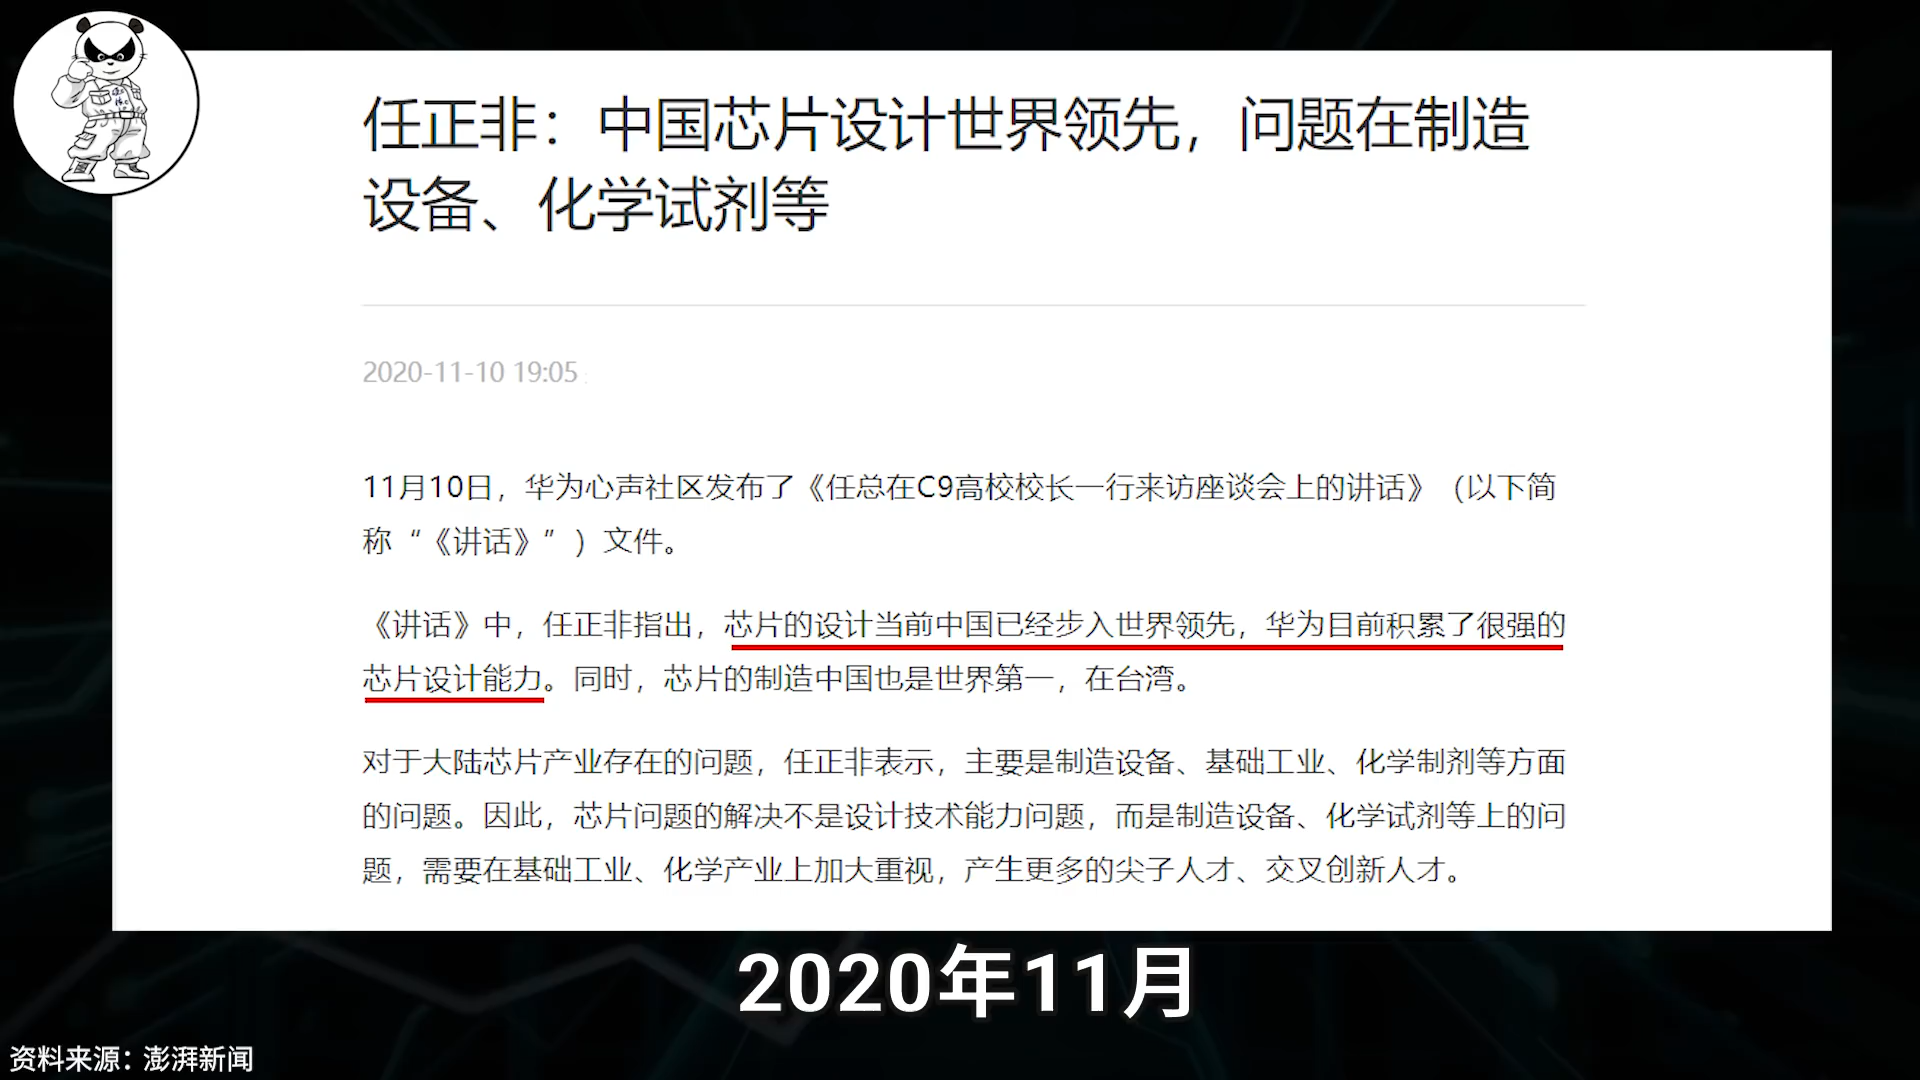 任正非：中国芯片设计世界领先，问题在制造
设备、化学试剂等
2020-11-10 19:05
11月10日，华为心声社区发布了《任总在C9高校校长一行来访座谈会上的讲话》（以下简
称“《讲话》”）文件。
《讲话》中，任正非指出，芯片的设计当前中国已经步入世界领先，华为目前积累了很强的
芯片设计能力。同时，芯片的制造中国也是世界第一，在台湾。
对于大陆芯片产业存在的问题，任正非表示，主要是制造设备、基础工业、化学制剂等方面
的问题。因此，芯片问题的解决不是设计技术能力问题，而是制造设备、化学试剂等上的问
题，需要在基础工业、化学产业上加大重视，产生更多的尖子人才、交叉创新人才。
2020年11月
资料来源：澎湃新闻